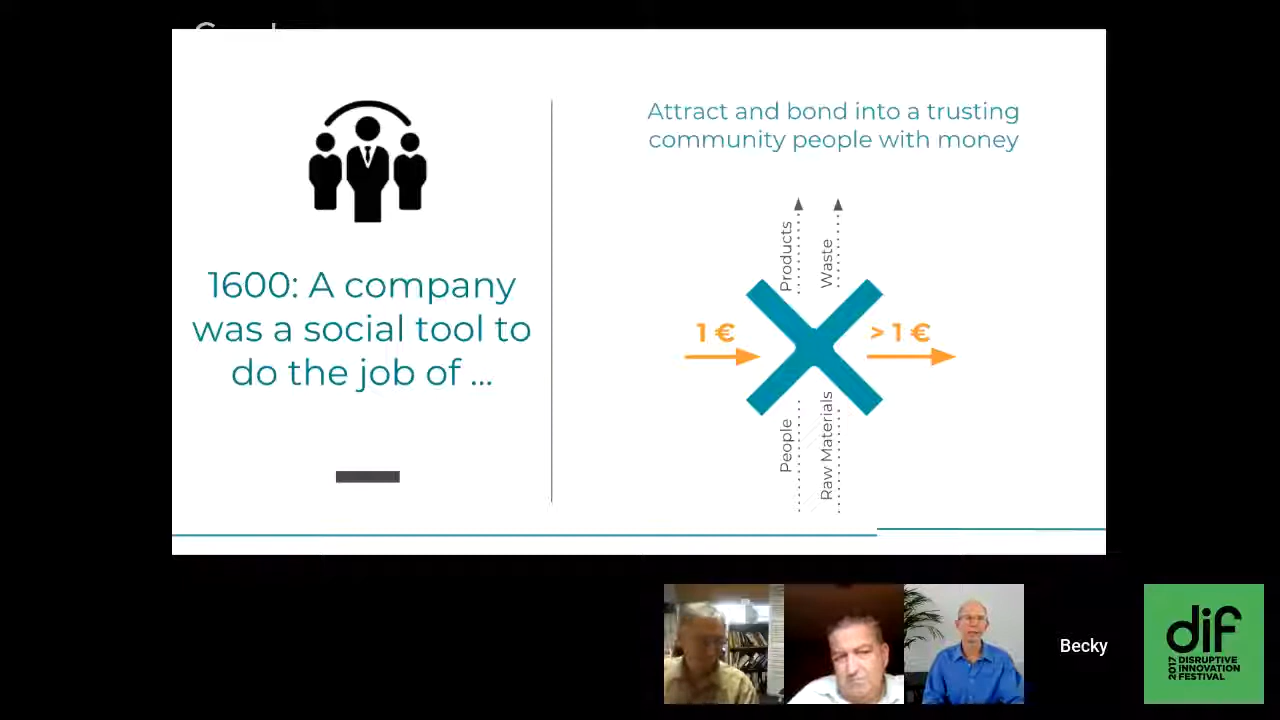 1600: A company
was a social tool to
do the job of ...
Attract and bond into a trusting
community people with money
Products
Waste
1 €
> 1 €
People
Raw Materials
Becky
dif
2017
DISRUPTIVE
INNOVATION
FESTIVAL